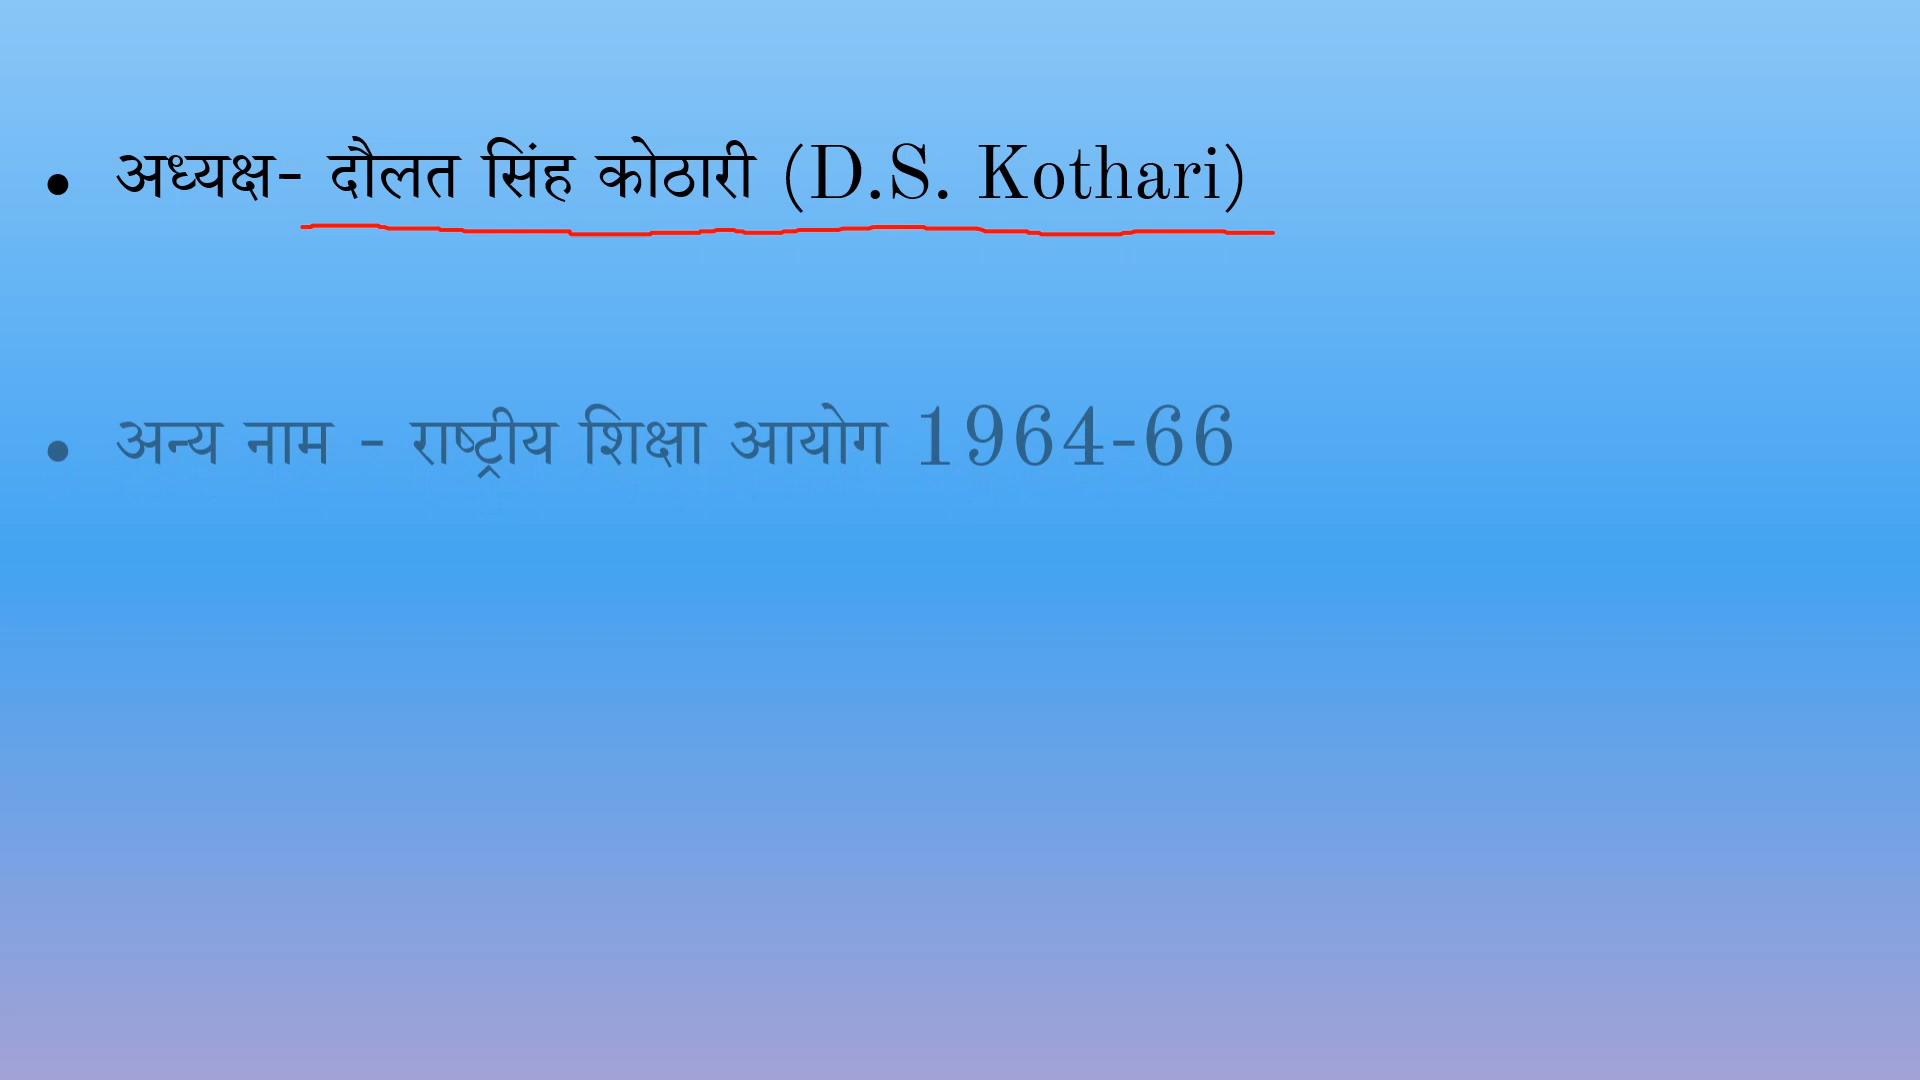 • अध्यक्ष- दौलत सिंह कोठारी (D.S. Kothari)
• अन्य नाम - राष्ट्रीय शिक्षा आयोग 1964-66